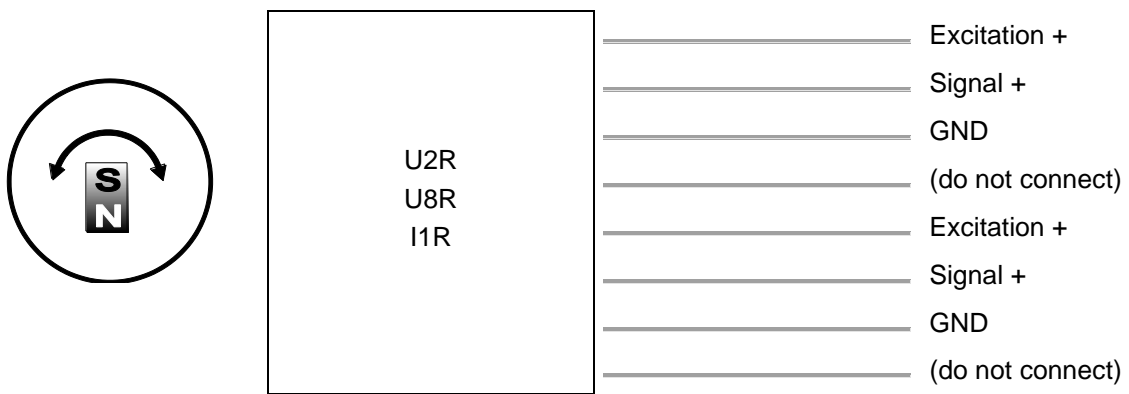 Excitation +
Signal +
GND
(do not connect)
Excitation +
Signal +
GND
(do not connect)
U2R
U8R
I1R
S
N